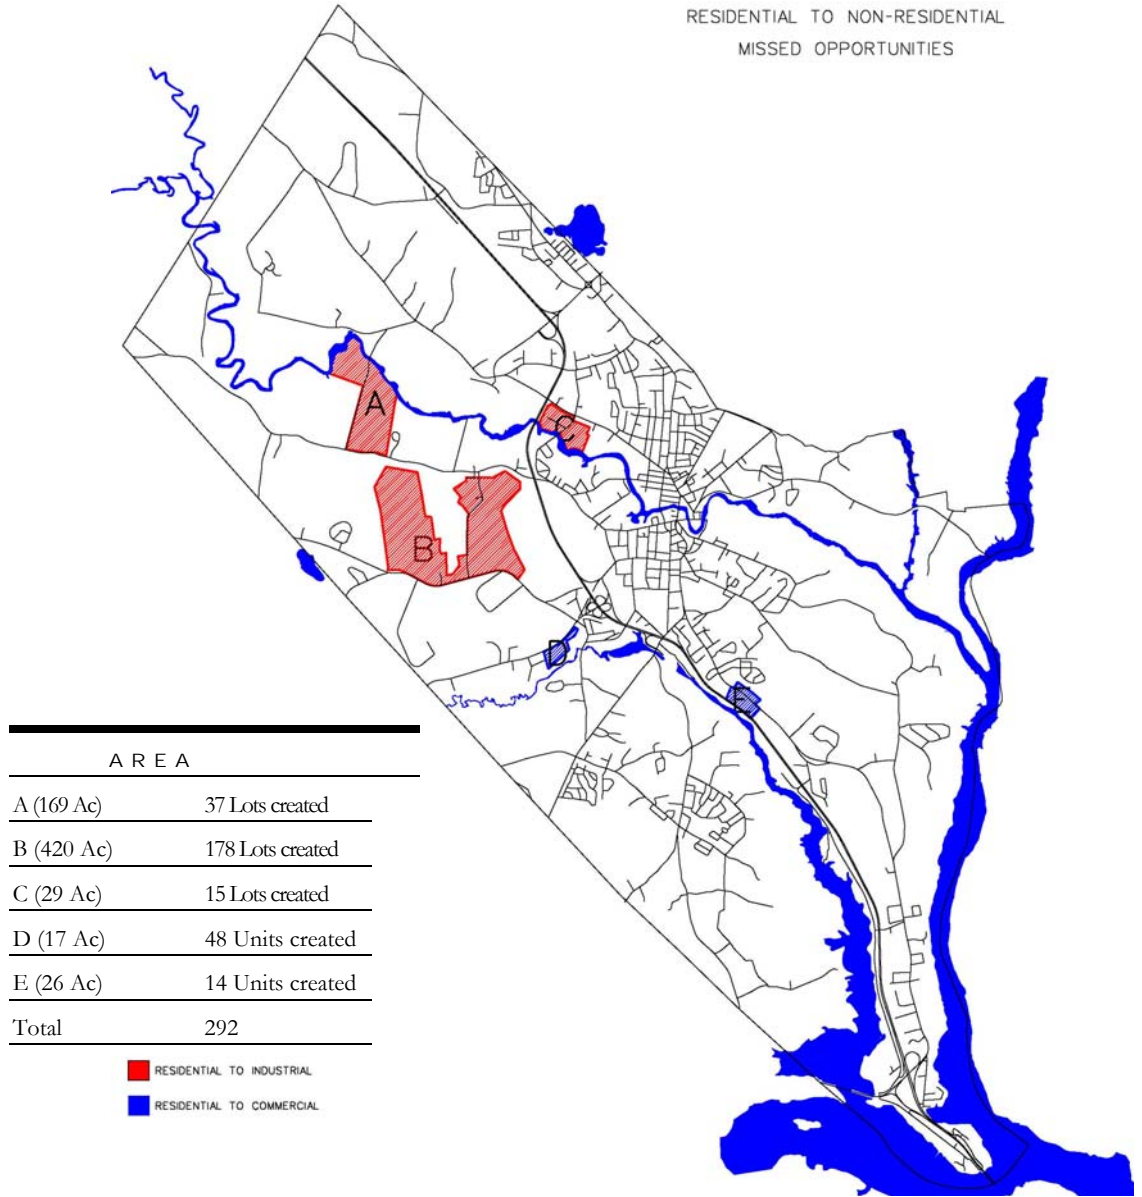 RESIDENTIAL TO NON-RESIDENTIAL
MISSED OPPORTUNITIES
A
C
B
D
E
AREA
A (169 Ac) 37 Lots created
B (420 Ac) 178 Lots created
C (29 Ac) 15 Lots created
D (17 Ac) 48 Units created
E (26 Ac) 14 Units created
Total 292
RESIDENTIAL TO INDUSTRIAL
RESIDENTIAL TO COMMERCIAL